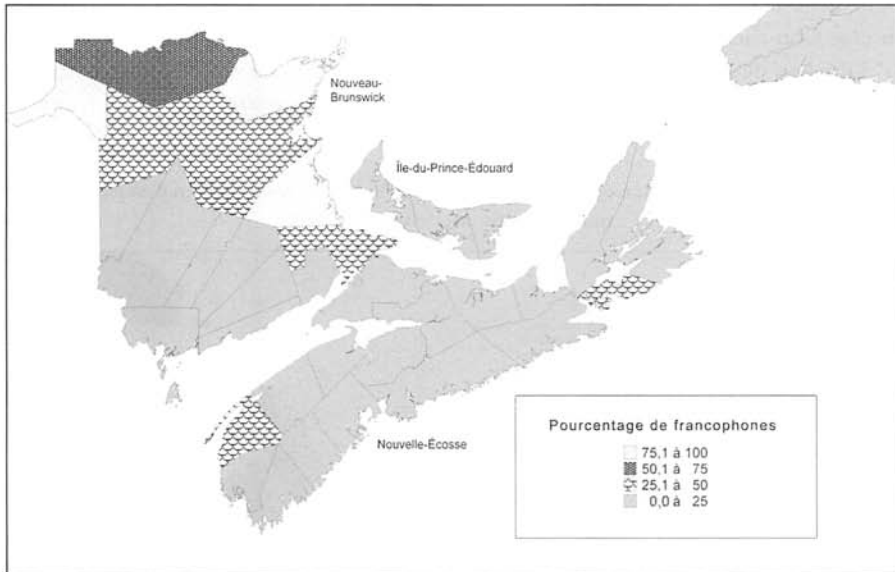 Nouveau-
Brunswick
Île-du-Prince-Édouard
Nouvelle-Écosse
Pourcentage de francophones
75,1 à 100
50,1 à 75
25,1 à 50
0,0 à 25